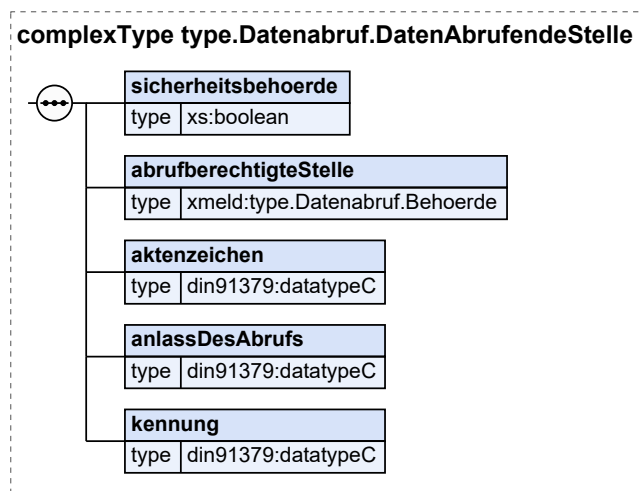 complexType type.Datenabruf.DatenAbrufendeStelle
sicherheitsbehoerde
type xs:boolean
abrufberechtigteStelle
type xmeld:type.Datenabruf.Behoerde
aktenzeichen
type din91379:datatypeC
anlassDesAbrufs
type din91379:datatypeC
kennung
type din91379:datatypeC